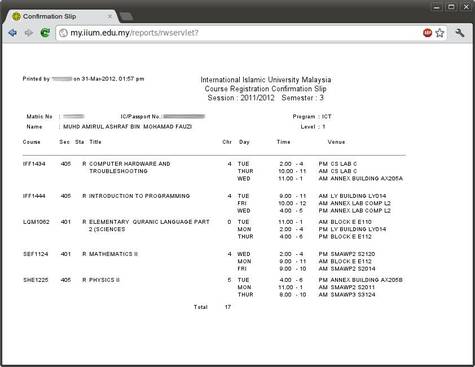 Confirmation Slip
my.iium.edu.my/reports/rwservlet?
Printed by on 31-Mar-2012, 01:57 pm
International Islamic University Malaysia
Course Registration Confirmation Slip
Session : 2011/2012 Semester : 3
Matric No : IC/Passport No. : Program : ICT
Name : MUHD AMIRUL ASHRAF BIN MOHAMAD FAUZI Level : 1
Course Sec Sta Title Chr Day Time Venue
IFF1434 405 R COMPUTER HARDWARE AND 4 TUE 2.00 - 4 PM CS LAB C
TROUBLESHOOTING THUR 10.00 - 11 AM CS LAB C
WED 11.00 - 1 AM ANNEX BUILDING AX205A
IFF1444 405 R INTRODUCTION TO PROGRAMMING 4 WED 9.00 - 11 AM LY BUILDING LY014
FRI 10.00 - 12 AM ANNEX LAB COMP L2
WED 4.00 - 5 PM ANNEX LAB COMP L2
LQM1062 401 R ELEMENTARY QURANIC LANGUAGE PART 0 TUE 11.00 - 1 AM BLOCK E E110
2 (SCIENCES MON 2.00 - 4 PM LY BUILDING LY014
THUR 4.00 - 6 PM BLOCK E E112
SEF1124 401 R MATHEMATICS II 4 WED 2.00 - 4 PM SMAWP2 S2120
MON 9.00 - 11 AM BLOCK E E112
FRI 9.00 - 10 AM SMAWP2 S2014
SHE1225 405 R PHYSICS II 5 TUE 4.00 - 6 PM ANNEX BUILDING AX205B
MON 11.00 - 1 AM SMAWP2 S2011
THUR 8.00 - 10 AM SMAWP3 S3124
Total 17